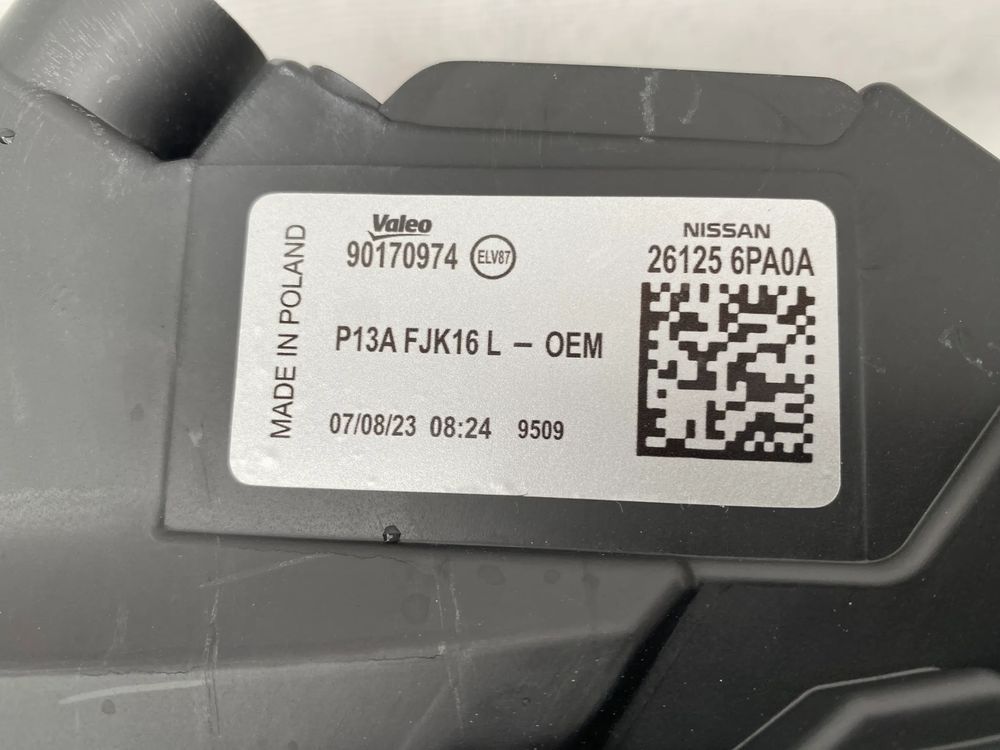 MADE IN POLAND
Valeo
90170974 ELV87
P13A FJK16 L – OEM
07/08/23 08:24 9509
NISSAN
26125 6PA0A